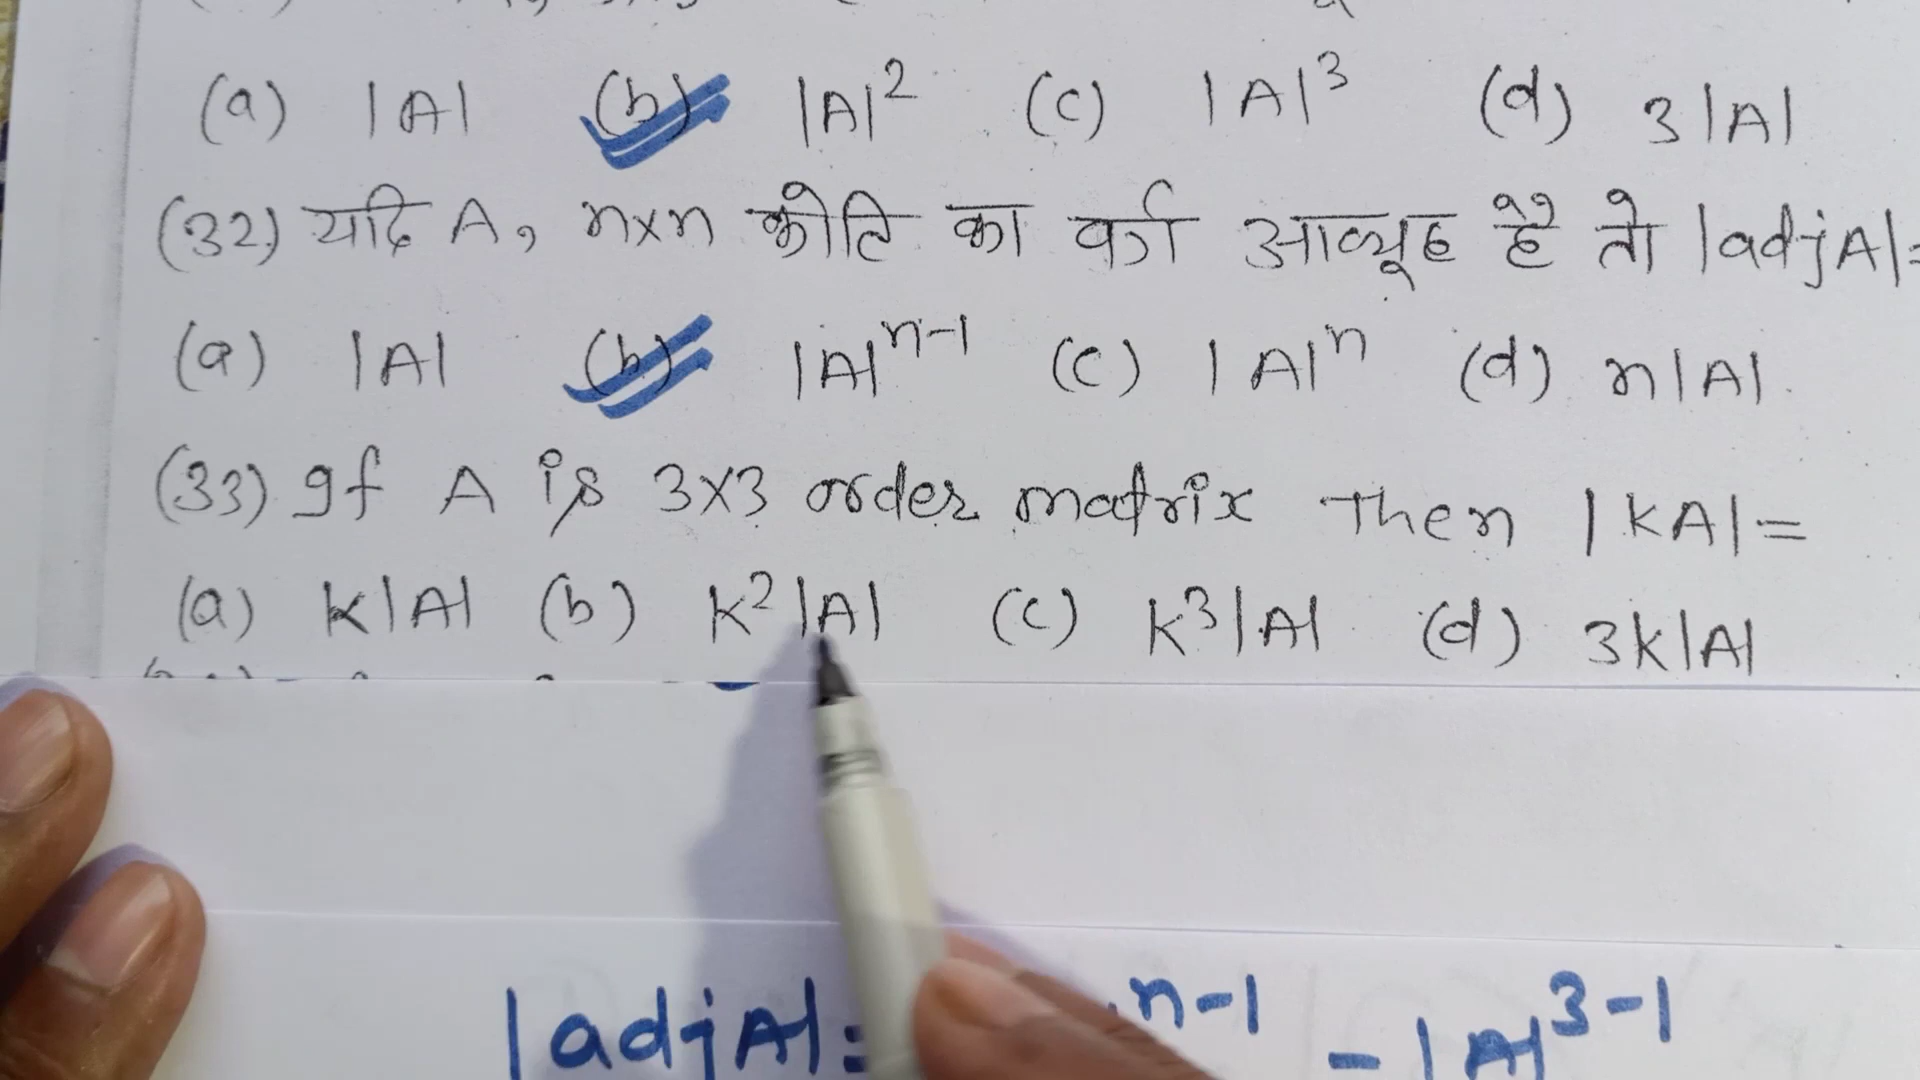 (a) |A| (b) |A|² (c) |A|³ (d) 3|A|
(32) यदि A, n×n कोटि का वर्ग आव्यूह है तो |adjA|=
(a) |A| (b) |A|ⁿ⁻¹ (c) |A|ⁿ (d) n|A|.
(33) If A is 3×3 order matrix Then |KA|=
(a) K|A| (b) K²|A| (c) K³|A| (d) 3K|A|
|adjA|= n-1 = |A|³⁻¹